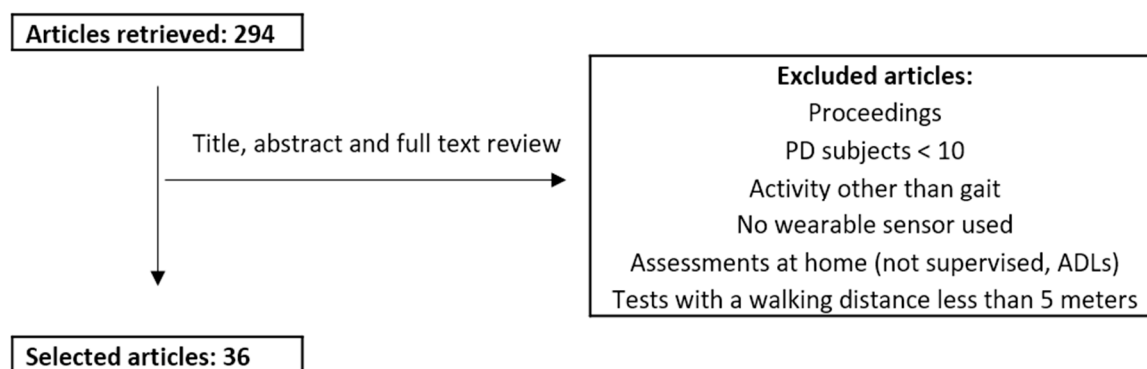 Articles retrieved: 294
Title, abstract and full text review
Excluded articles:
Proceedings
PD subjects < 10
Activity other than gait
No wearable sensor used
Assessments at home (not supervised, ADLs)
Tests with a walking distance less than 5 meters
Selected articles: 36